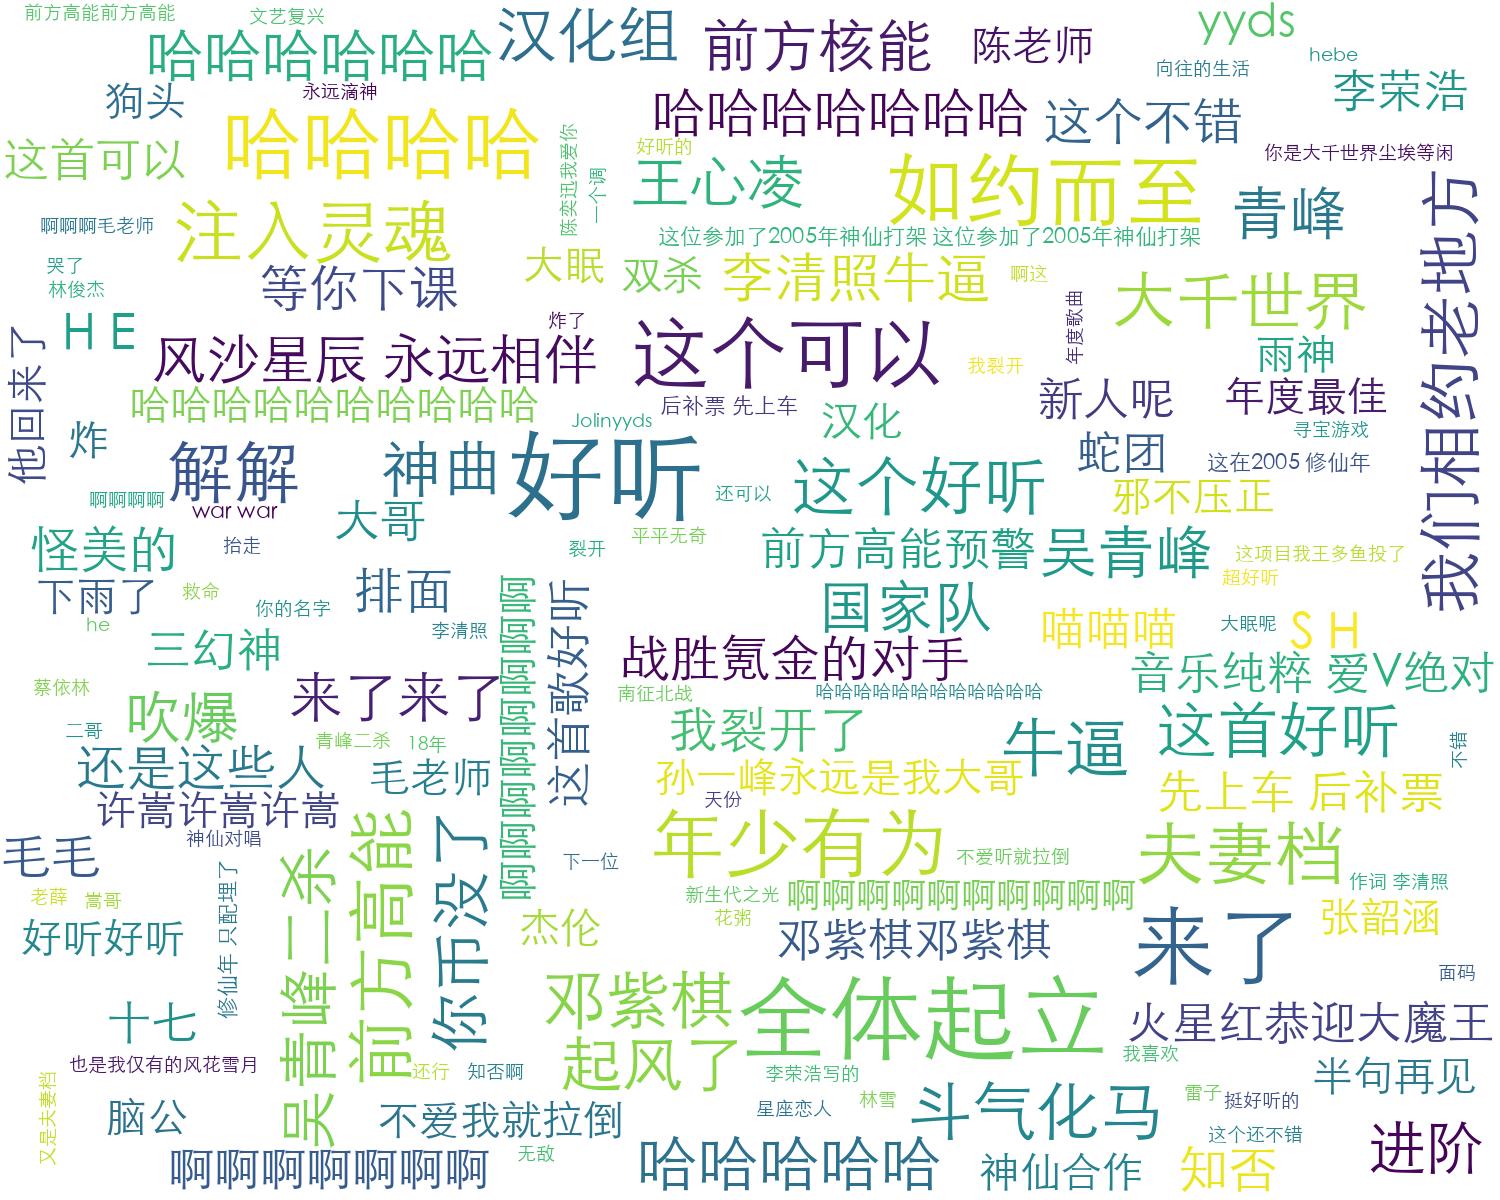 前方高能前方高能
文艺复兴
汉化组
yyds
前方核能
陈老师
hebe
哈哈哈哈哈哈
向往的生活
李荣浩
狗头
永远滴神
哈哈哈哈哈哈哈
这个不错
哈哈哈哈
这首可以
陈奕迅我爱你
好听的
你是大千世界尘埃等闲
一个调
王心凌
如约而至
青峰
我们相约老地方
注入灵魂
啊啊啊毛老师
这位参加了2005年神仙打架 这位参加了2005年神仙打架
哭了
林俊杰
等你下课
大眠
双杀
李清照牛逼
啊这
大千世界
H E
炸了
年度歌曲
他回来了
风沙星辰 永远相伴
这个可以
我裂开
雨神
哈哈哈哈哈哈哈哈哈哈
后补票 先上车
新人呢
年度最佳
Jolinyyds
汉化
寻宝游戏
炸
解解
神曲
好听
蛇团
这在2005 修仙年
这个好听
啊啊啊啊
war war
还可以
邪不压正
大哥
怪美的
抬走
裂开
平平无奇
前方高能预警
吴青峰
这项目我王多鱼投了
超好听
下雨了
救命
排面
啊啊啊啊啊啊啊啊
这首歌好听
你的名字
国家队
he
三幻神
李清照
喵喵喵
大眠呢
S H
战胜氪金的对手
音乐纯粹 爱V绝对
蔡依林
来了来了
南征北战
哈哈哈哈哈哈哈哈哈哈哈哈
吹爆
二哥
青峰二杀
18年
我裂开了
牛逼
这首好听
不错
还是这些人
毛老师
孙一峰永远是我大哥
先上车 后补票
许嵩许嵩许嵩
天份
神仙对唱
前方高能
你币没了
毛毛
年少有为
夫妻档
下一位
不爱听就拉倒
吴青峰二杀
修仙年 只配埋了
老薛
嵩哥
新生代之光
啊啊啊啊啊啊啊啊啊啊
作词 李清照
花粥
张韶涵
好听好听
杰伦
邓紫棋邓紫棋
来了
面码
邓紫棋
全体起立
十七
火星红恭迎大魔王
也是我仅有的风花雪月
还行
知否啊
起风了
李荣浩写的
我喜欢
半句再见
又是夫妻档
脑公
不爱我就拉倒
星座恋人
林雪
斗气化马
雷子
挺好听的
这个还不错
进阶
啊啊啊啊啊啊啊
无敌
哈哈哈哈哈
神仙合作
知否